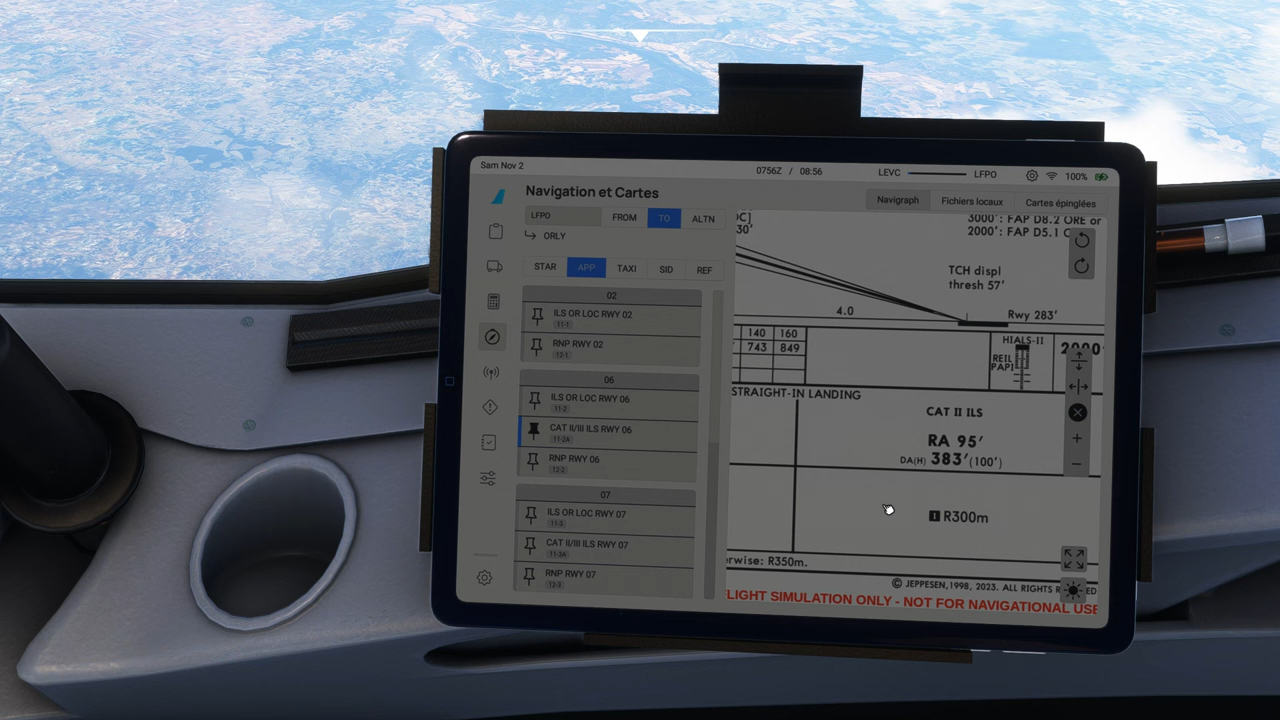 Sam Nov 2
0756Z / 08:56
LEVC LFPO
100%
Navigation et Cartes
Navigraph
Fichiers locaux
Cartes épinglées
LFPO
FROM
TO
ALTN
ORLY
STAR
APP
TAXI
SID
REF
02
ILS OR LOC RWY 02
11-1
RNP RWY 02
12-1
06
ILS OR LOC RWY 06
11-2
CAT II/III ILS RWY 06
11-2A
RNP RWY 06
12-2
07
ILS OR LOC RWY 07
11-3
CAT II/III ILS RWY 07
11-3A
RNP RWY 07
12-3
3000': FAP D8.2 ORE or
2000': FAP D5.1
30'
TCH displ
thresh 57'
4.0
Rwy 283'
140 160
743 849
HIALS-II
REIL
PAPI
STRAIGHT-IN LANDING
CAT II ILS
RA 95'
DA(H) 383'(100')
1 R300m
erwise: R350m.
© JEPPESEN, 1998, 2023. ALL RIGHTS
FLIGHT SIMULATION ONLY - NOT FOR NAVIGATIONAL USE